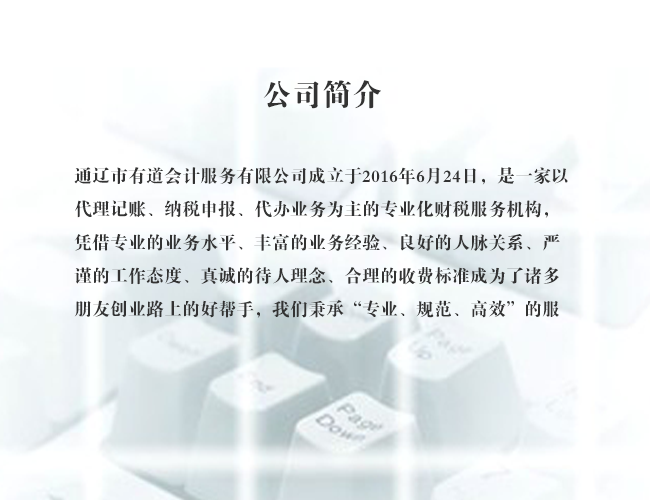 公司简介
通辽市有道会计服务有限公司成立于2016年6月24日，是一家以
代理记账、纳税申报、代办业务为主的专业化财税服务机构，
凭借专业的业务水平、丰富的业务经验、良好的人脉关系、严
谨的工作态度、真诚的待人理念、合理的收费标准成为了诸多
朋友创业路上的好帮手，我们秉承“专业、规范、高效”的服
Page
Up
End
Page
Down